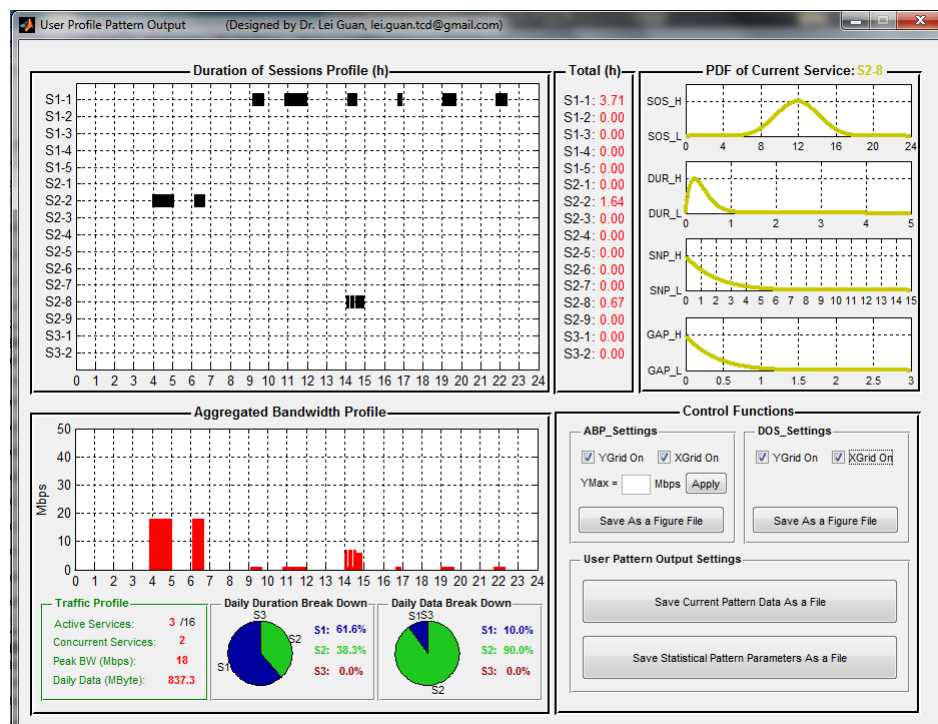 User Profile Pattern Output (Designed by Dr. Lei Guan, lei.guan.tcd@gmail.com)
Duration of Sessions Profile (h)
S1-1
S1-2
S1-3
S1-4
S1-5
S2-1
S2-2
S2-3
S2-4
S2-5
S2-6
S2-7
S2-8
S2-9
S3-1
S3-2
0 1 2 3 4 5 6 7 8 9 10 11 12 13 14 15 16 17 18 19 20 21 22 23 24
Total (h)
S1-1: 3.71
S1-2: 0.00
S1-3: 0.00
S1-4: 0.00
S1-5: 0.00
S2-1: 0.00
S2-2: 1.64
S2-3: 0.00
S2-4: 0.00
S2-5: 0.00
S2-6: 0.00
S2-7: 0.00
S2-8: 0.67
S2-9: 0.00
S3-1: 0.00
S3-2: 0.00
PDF of Current Service: S2-8
SOS_H
SOS_L
0 4 8 12 16 20 24
DUR_H
DUR_L
0 1 2 3 4 5
SNP_H
SNP_L
0 1 2 3 4 5 6 7 8 9 10 11 12 13 14 15
GAP_H
GAP_L
0 0.5 1 1.5 2 2.5 3
Aggregated Bandwidth Profile
Mbps
50
40
30
20
10
0
0 1 2 3 4 5 6 7 8 9 10 11 12 13 14 15 16 17 18 19 20 21 22 23 24
Traffic Profile
Active Services: 3 /16
Concurrent Services: 2
Peak BW (Mbps): 18
Daily Data (MByte): 837.3
Daily Duration Break Down
S3
S2
S1
S1: 61.6%
S2: 38.3%
S3: 0.0%
Daily Data Break Down
S1S3
S2
S1: 10.0%
S2: 90.0%
S3: 0.0%
Control Functions
ABP_Settings
YGrid On XGrid On
YMax = Mbps Apply
Save As a Figure File
DOS_Settings
YGrid On XGrid On
Save As a Figure File
User Pattern Output Settings
Save Current Pattern Data As a File
Save Statistical Pattern Parameters As a File